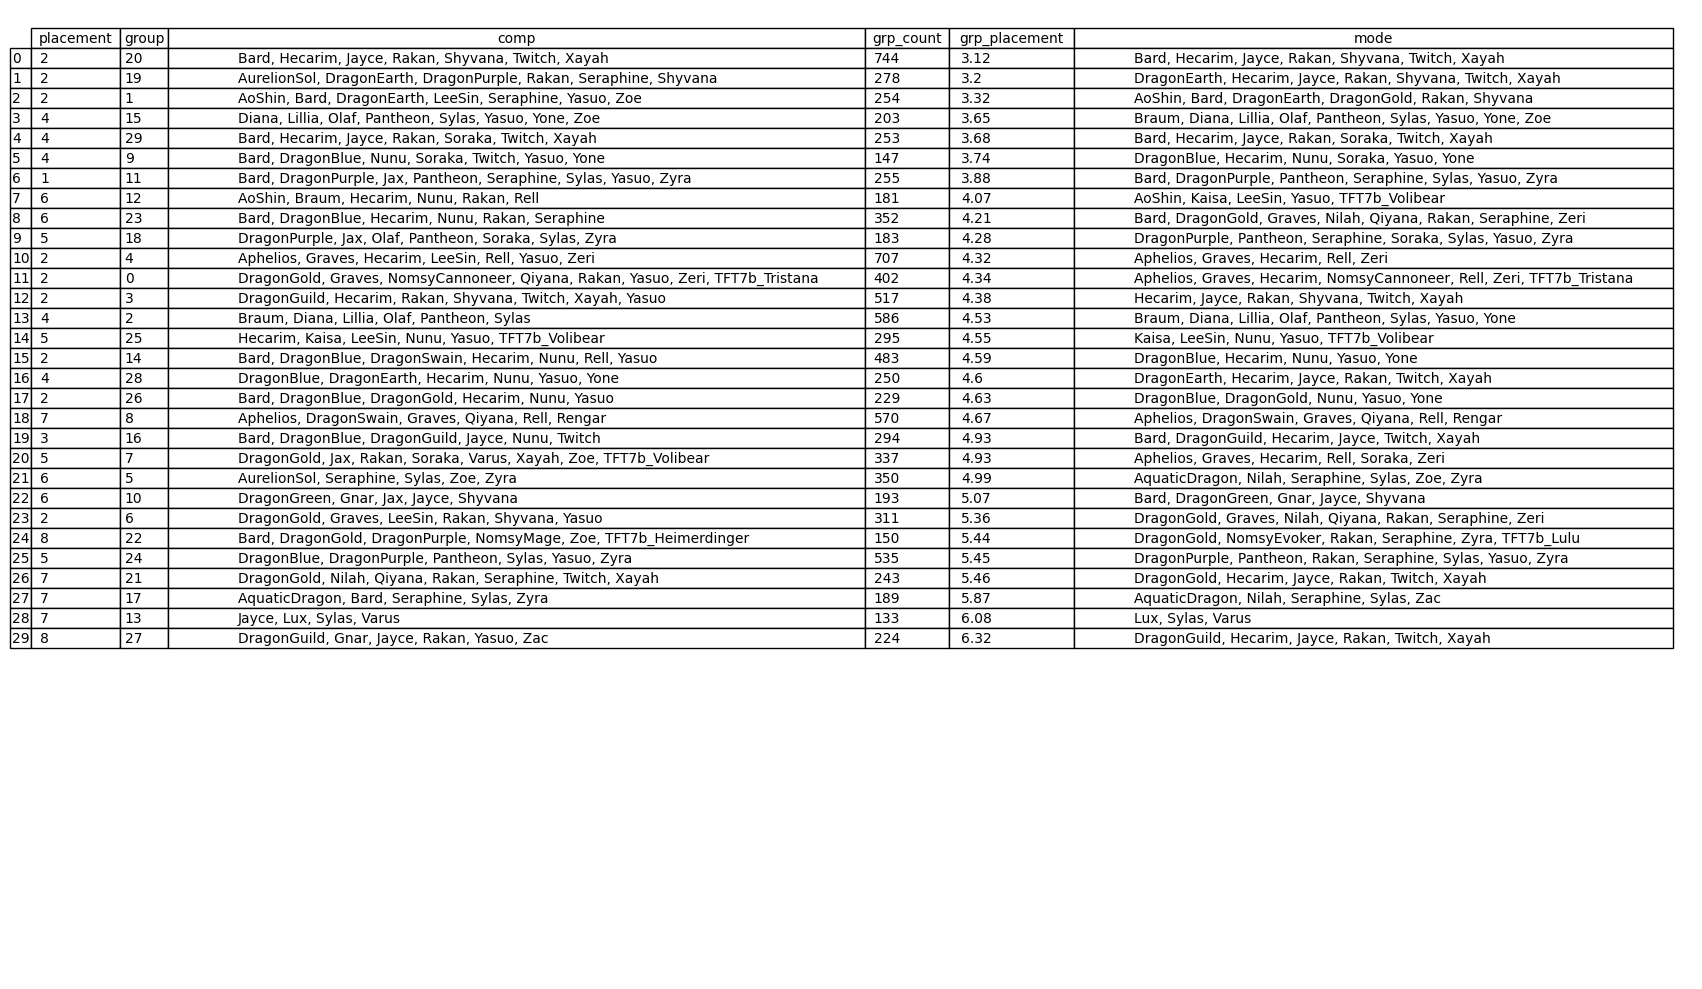 placement group comp grp_count grp_placement mode
0 2 20 Bard, Hecarim, Jayce, Rakan, Shyvana, Twitch, Xayah 744 3.12 Bard, Hecarim, Jayce, Rakan, Shyvana, Twitch, Xayah
1 2 19 AurelionSol, DragonEarth, DragonPurple, Rakan, Seraphine, Shyvana 278 3.2 DragonEarth, Hecarim, Jayce, Rakan, Shyvana, Twitch, Xayah
2 2 1 AoShin, Bard, DragonEarth, LeeSin, Seraphine, Yasuo, Zoe 254 3.32 AoShin, Bard, DragonEarth, DragonGold, Rakan, Shyvana
3 4 15 Diana, Lillia, Olaf, Pantheon, Sylas, Yasuo, Yone, Zoe 203 3.65 Braum, Diana, Lillia, Olaf, Pantheon, Sylas, Yasuo, Yone, Zoe
4 4 29 Bard, Hecarim, Jayce, Rakan, Soraka, Twitch, Xayah 253 3.68 Bard, Hecarim, Jayce, Rakan, Soraka, Twitch, Xayah
5 4 9 Bard, DragonBlue, Nunu, Soraka, Twitch, Yasuo, Yone 147 3.74 DragonBlue, Hecarim, Nunu, Soraka, Yasuo, Yone
6 1 11 Bard, DragonPurple, Jax, Pantheon, Seraphine, Sylas, Yasuo, Zyra 255 3.88 Bard, DragonPurple, Pantheon, Seraphine, Sylas, Yasuo, Zyra
7 6 12 AoShin, Braum, Hecarim, Nunu, Rakan, Rell 181 4.07 AoShin, Kaisa, LeeSin, Yasuo, TFT7b_Volibear
8 6 23 Bard, DragonBlue, Hecarim, Nunu, Rakan, Seraphine 352 4.21 Bard, DragonGold, Graves, Nilah, Qiyana, Rakan, Seraphine, Zeri
9 5 18 DragonPurple, Jax, Olaf, Pantheon, Soraka, Sylas, Zyra 183 4.28 DragonPurple, Pantheon, Seraphine, Soraka, Sylas, Yasuo, Zyra
10 2 4 Aphelios, Graves, Hecarim, LeeSin, Rell, Yasuo, Zeri 707 4.32 Aphelios, Graves, Hecarim, Rell, Zeri
11 2 0 DragonGold, Graves, NomsyCannoneer, Qiyana, Rakan, Yasuo, Zeri, TFT7b_Tristana 402 4.34 Aphelios, Graves, Hecarim, NomsyCannoneer, Rell, Zeri, TFT7b_Tristana
12 2 3 DragonGuild, Hecarim, Rakan, Shyvana, Twitch, Xayah, Yasuo 517 4.38 Hecarim, Jayce, Rakan, Shyvana, Twitch, Xayah
13 4 2 Braum, Diana, Lillia, Olaf, Pantheon, Sylas 586 4.53 Braum, Diana, Lillia, Olaf, Pantheon, Sylas, Yasuo, Yone
14 5 25 Hecarim, Kaisa, LeeSin, Nunu, Yasuo, TFT7b_Volibear 295 4.55 Kaisa, LeeSin, Nunu, Yasuo, TFT7b_Volibear
15 2 14 Bard, DragonBlue, DragonSwain, Hecarim, Nunu, Rell, Yasuo 483 4.59 DragonBlue, Hecarim, Nunu, Yasuo, Yone
16 4 28 DragonBlue, DragonEarth, Hecarim, Nunu, Yasuo, Yone 250 4.6 DragonEarth, Hecarim, Jayce, Rakan, Twitch, Xayah
17 2 26 Bard, DragonBlue, DragonGold, Hecarim, Nunu, Yasuo 229 4.63 DragonBlue, DragonGold, Nunu, Yasuo, Yone
18 7 8 Aphelios, DragonSwain, Graves, Qiyana, Rell, Rengar 570 4.67 Aphelios, DragonSwain, Graves, Qiyana, Rell, Rengar
19 3 16 Bard, DragonBlue, DragonGuild, Jayce, Nunu, Twitch 294 4.93 Bard, DragonGuild, Hecarim, Jayce, Twitch, Xayah
20 5 7 DragonGold, Jax, Rakan, Soraka, Varus, Xayah, Zoe, TFT7b_Volibear 337 4.93 Aphelios, Graves, Hecarim, Rell, Soraka, Zeri
21 6 5 AurelionSol, Seraphine, Sylas, Zoe, Zyra 350 4.99 AquaticDragon, Nilah, Seraphine, Sylas, Zoe, Zyra
22 6 10 DragonGreen, Gnar, Jax, Jayce, Shyvana 193 5.07 Bard, DragonGreen, Gnar, Jayce, Shyvana
23 2 6 DragonGold, Graves, LeeSin, Rakan, Shyvana, Yasuo 311 5.36 DragonGold, Graves, Nilah, Qiyana, Rakan, Seraphine, Zeri
24 8 22 Bard, DragonGold, DragonPurple, NomsyMage, Zoe, TFT7b_Heimerdinger 150 5.44 DragonGold, NomsyEvoker, Rakan, Seraphine, Zyra, TFT7b_Lulu
25 5 24 DragonBlue, DragonPurple, Pantheon, Sylas, Yasuo, Zyra 535 5.45 DragonPurple, Pantheon, Rakan, Seraphine, Sylas, Yasuo, Zyra
26 7 21 DragonGold, Nilah, Qiyana, Rakan, Seraphine, Twitch, Xayah 243 5.46 DragonGold, Hecarim, Jayce, Rakan, Twitch, Xayah
27 7 17 AquaticDragon, Bard, Seraphine, Sylas, Zyra 189 5.87 AquaticDragon, Nilah, Seraphine, Sylas, Zac
28 7 13 Jayce, Lux, Sylas, Varus 133 6.08 Lux, Sylas, Varus
29 8 27 DragonGuild, Gnar, Jayce, Rakan, Yasuo, Zac 224 6.32 DragonGuild, Hecarim, Jayce, Rakan, Twitch, Xayah